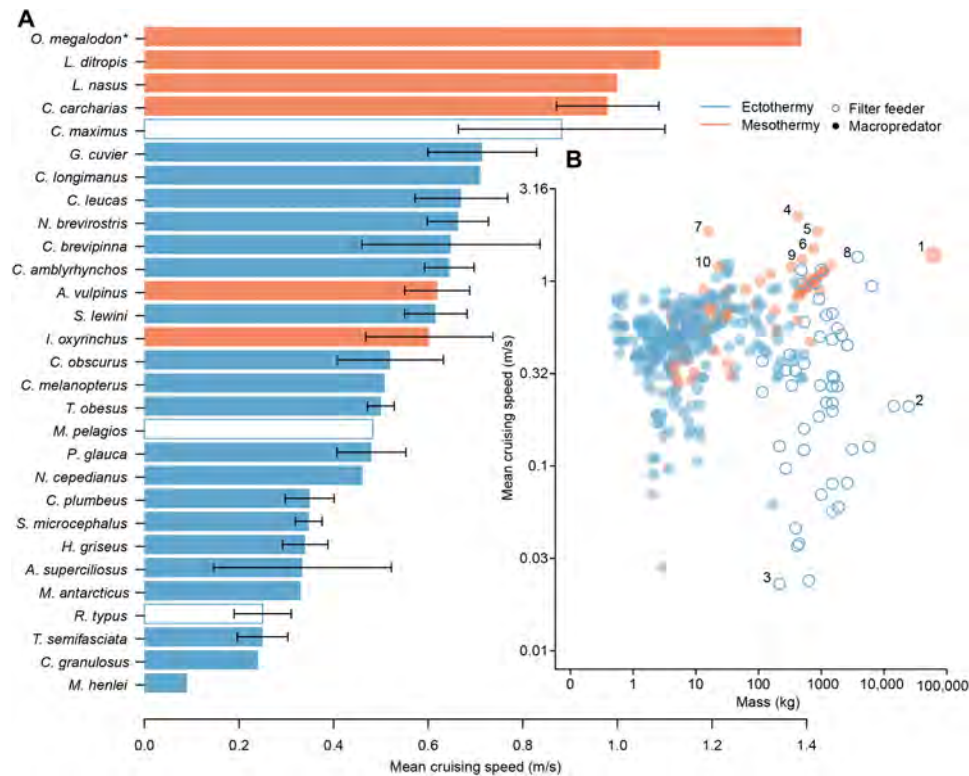 A
O. megalodon*
L. ditropis
L. nasus
C. carcharias
C. maximus
G. cuvier
C. longimanus
C. leucas
N. brevirostris
C. brevipinna
C. amblyrhynchos
A. vulpinus
S. lewini
I. oxyrinchus
C. obscurus
C. melanopterus
T. obesus
M. pelagios
P. glauca
N. cepedianus
C. plumbeus
S. microcephalus
H. griseus
A. superciliosus
M. antarcticus
R. typus
T. semifasciata
C. granulosus
M. henlei
0.0 0.2 0.4 0.6 0.8 1.0 1.2 1.4
Mean cruising speed (m/s)
Ectothermy Filter feeder
Mesothermy Macropredator
B
3.16
1
0.32
0.1
0.03
0.01
Mean cruising speed (m/s)
4
7 5
6 8 1
10 9
2
3
0 1 10 100 1000 10,000 100,000
Mass (kg)